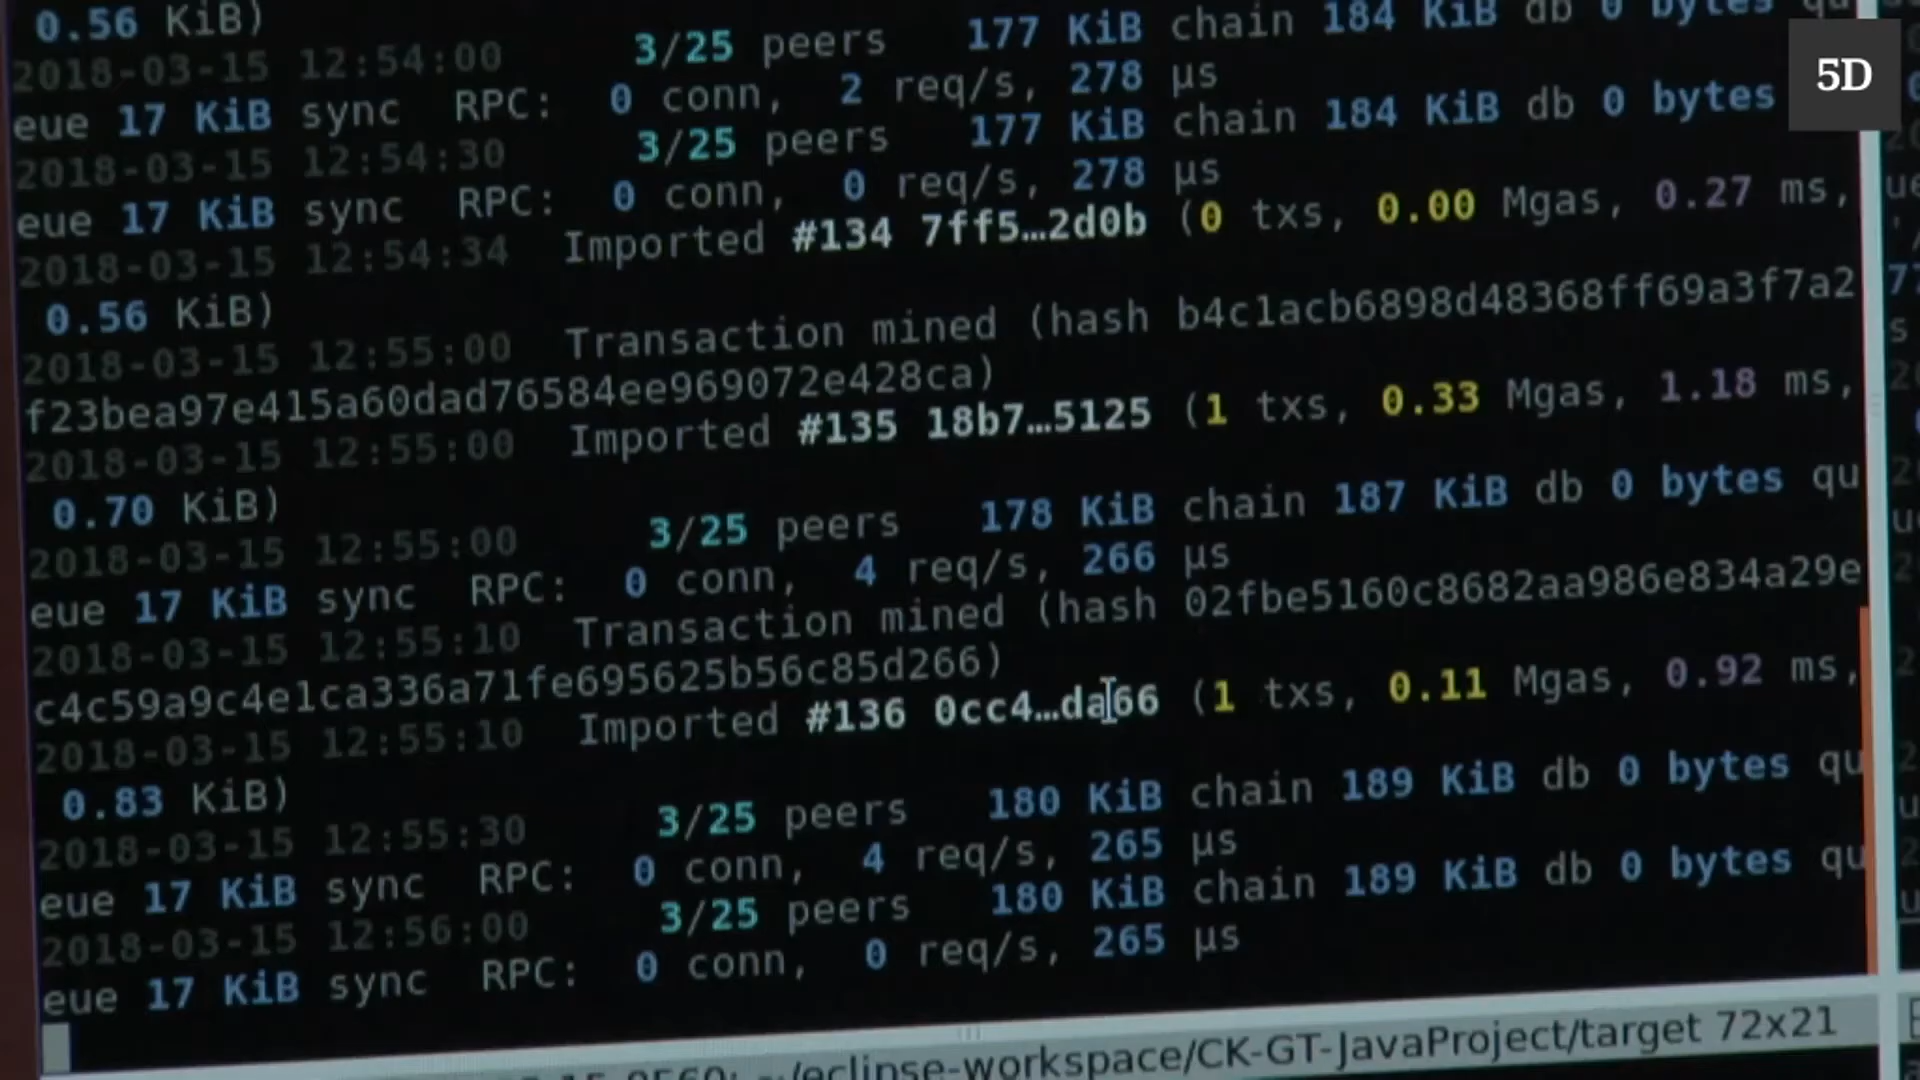 0.56 KiB)
2018-03-15 12:54:00 3/25 peers 177 KiB chain 184 KiB db 0 bytes qu
eue 17 KiB sync RPC: 0 conn, 2 req/s, 278 µs
2018-03-15 12:54:30 3/25 peers 177 KiB chain 184 KiB db 0 bytes
eue 17 KiB sync RPC: 0 conn, 0 req/s, 278 µs
2018-03-15 12:54:34 Imported #134 7ff5…2d0b (0 txs, 0.00 Mgas, 0.27 ms,
0.56 KiB)
2018-03-15 12:55:00 Transaction mined (hash b4c1acb6898d48368ff69a3f7a2
f23bea97e415a60dad76584ee969072e428ca)
2018-03-15 12:55:00 Imported #135 18b7…5125 (1 txs, 0.33 Mgas, 1.18 ms,
0.70 KiB)
2018-03-15 12:55:00 3/25 peers 178 KiB chain 187 KiB db 0 bytes qu
eue 17 KiB sync RPC: 0 conn, 4 req/s, 266 µs
2018-03-15 12:55:10 Transaction mined (hash 02fbe5160c8682aa986e834a29e
c4c59a9c4e1ca336a71fe695625b56c85d266)
2018-03-15 12:55:10 Imported #136 0cc4…da66 (1 txs, 0.11 Mgas, 0.92 ms,
0.83 KiB)
2018-03-15 12:55:30 3/25 peers 180 KiB chain 189 KiB db 0 bytes qu
eue 17 KiB sync RPC: 0 conn, 4 req/s, 265 µs
2018-03-15 12:56:00 3/25 peers 180 KiB chain 189 KiB db 0 bytes qu
eue 17 KiB sync RPC: 0 conn, 0 req/s, 265 µs
~/eclipse-workspace/CK-GT-JavaProject/target 72x21
5D